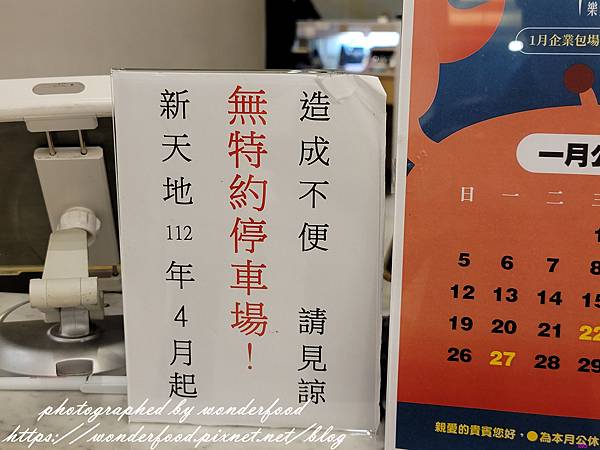 新天地112年4月起
無特約停車場！
造成不便 請見諒
樂
1月企業包場
一月公
日 一 二 三
5 6 7 8
12 13 14 15
19 20 21 22
26 27 28 29
親愛的貴賓您好，●為本月公休
photographed by wonderfood
https://wonderfood.pixnet.net/blog